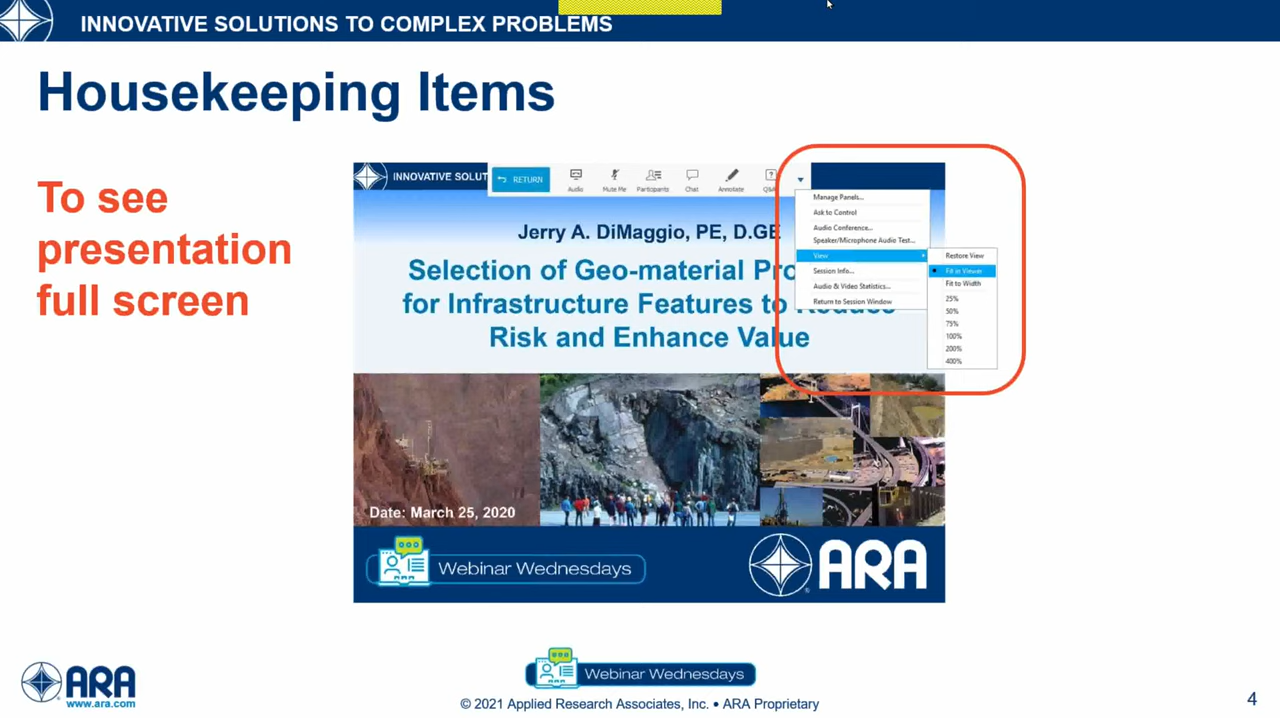 INNOVATIVE SOLUTIONS TO COMPLEX PROBLEMS
Housekeeping Items
To see
presentation
full screen
INNOVATIVE SOLUT
RETURN
Audio
Mute Me
Participants
Chat
Annotate
Q&A
Manage Panels...
Ask to Control
Audio Conference...
Speaker/Microphone Audio Test...
View
Session Info...
Audio & Video Statistics...
Return to Session Window
Restore View
Fit in Viewer
Fit to Width
25%
50%
75%
100%
200%
400%
Jerry A. DiMaggio, PE, D.GE
Selection of Geo-material Pro
for Infrastructure Features to Reduce
Risk and Enhance Value
Date: March 25, 2020
Webinar Wednesdays
ARA
ARA
www.ara.com
Webinar Wednesdays
© 2021 Applied Research Associates, Inc. • ARA Proprietary
4